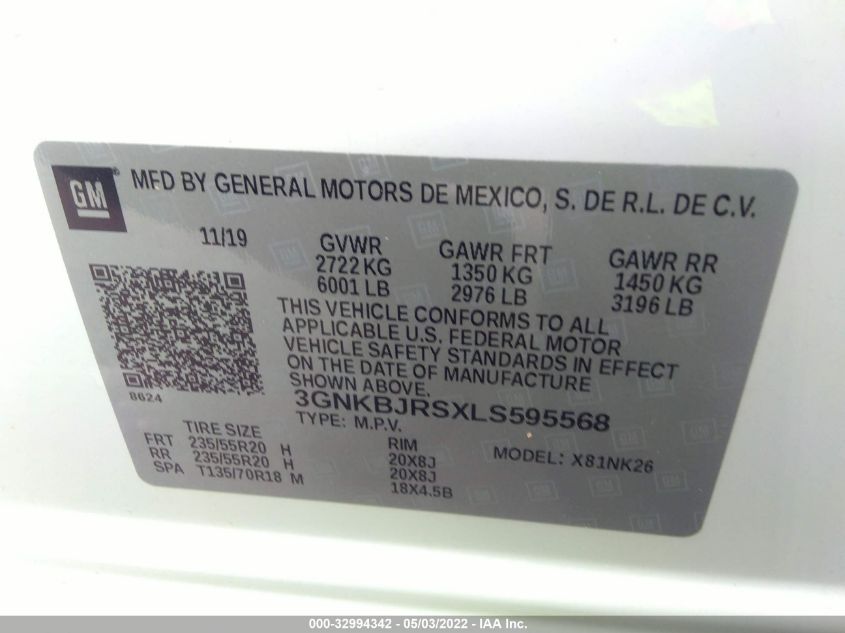 GM
MFD BY GENERAL MOTORS DE MEXICO, S. DE R.L. DE C.V.
11/19
GVWR
2722 KG
6001 LB
GAWR FRT
1350 KG
2976 LB
GAWR RR
1450 KG
3196 LB
THIS VEHICLE CONFORMS TO ALL
APPLICABLE U.S. FEDERAL MOTOR
VEHICLE SAFETY STANDARDS IN EFFECT
ON THE DATE OF MANUFACTURE
SHOWN ABOVE.
8624
3GNKBJRSXLS595568
TYPE: M.P.V.
MODEL: X81NK26
TIRE SIZE RIM
FRT 235/55R20 H 20X8J
RR 235/55R20 H 20X8J
SPA T135/70R18 M 18X4.5B
000-32994342 - 05/03/2022 - IAA Inc.